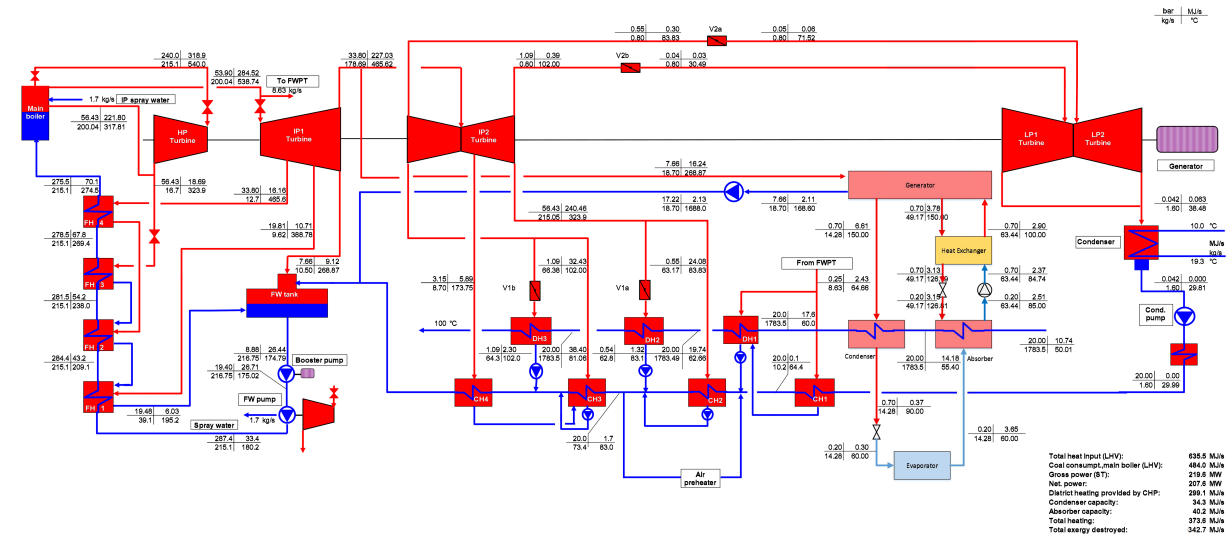 bar MJ/s
kg/s °C
0.55 0.30
0.80 83.83
V2a
0.05 0.06
0.80 71.52
240.0 318.9
215.1 540.0
33.80 227.03
178.69 465.62
1.09 0.39
0.80 102.00
V2b
0.04 0.03
0.80 30.49
53.90 284.52
200.04 538.74
To FWPT
8.63 kg/s
Main
boiler
1.7 kg/s
IP spray water
56.43 221.80
200.04 317.81
HP
Turbine
IP1
Turbine
IP2
Turbine
LP1
Turbine
LP2
Turbine
Generator
275.5 70.1
215.1 274.5
56.43 18.69
16.7 323.9
33.80 16.16
12.7 465.6
7.66 16.24
18.70 268.87
Generator
17.22 2.13
18.70 1688.0
7.66 2.11
18.70 168.60
56.43 240.46
215.05 323.9
0.70 3.78
49.17 150.00
0.042 0.063
1.60 38.48
FH 4
278.5 67.8
215.1 269.4
19.81 10.71
9.62 388.78
0.70 6.61
14.28 150.00
0.70 2.90
63.44 100.00
10.0 °C
MJ/s
kg/s
19.3 °C
Condenser
Heat Exchanger
FH 3
281.5 54.2
215.1 238.0
7.66 9.12
10.50 268.87
FW tank
3.15 5.89
8.70 173.75
1.09 32.43
66.36 102.00
V1b
0.55 24.08
63.17 83.83
V1a
From FWPT
0.25 2.43
8.63 64.66
0.70 3.13
49.17
0.70 2.37
63.44 84.74
0.20 3.19
49.17
0.20 2.51
63.44 85.00
0.042 0.000
1.60 29.81
Cond.
pump
100 °C
DH3
DH2
DH1
20.0 17.6
1783.5 60.0
Condenser
Absorber
20.00 10.74
1783.5 50.01
FH 2
284.4 43.2
215.1 209.1
8.88 26.44
216.75 174.79
Booster pump
19.40 26.71
216.75 175.02
1.09 2.30
64.3 102.0
20.00 38.40
1783.5 81.06
0.54 1.32
62.8 83.1
20.00 19.74
1783.49 62.66
20.0 0.1
10.2 64.4
20.00 14.18
1783.5 55.40
20.00 0.00
1.60 29.99
FH 1
CH4
CH3
CH2
CH1
19.48 6.03
39.1 195.2
FW pump
Spray water
1.7 kg/s
287.4 33.4
215.1 180.2
20.0 1.7
73.4 63.0
0.70 0.37
14.28 90.00
0.20 0.30
14.28 60.00
0.20 3.65
14.28 60.00
Air
preheater
Evaporator
Total heat input (LHV): 635.5 MJ/s
Coal consumpt.,main boiler (LHV): 484.0 MJ/s
Gross power (ST): 219.6 MW
Net. power: 207.6 MW
District heating provided by CHP: 299.1 MJ/s
Condenser capacity: 34.3 MJ/s
Absorber capacity: 40.2 MJ/s
Total heating: 373.6 MJ/s
Total exergy destroyed: 342.7 MJ/s